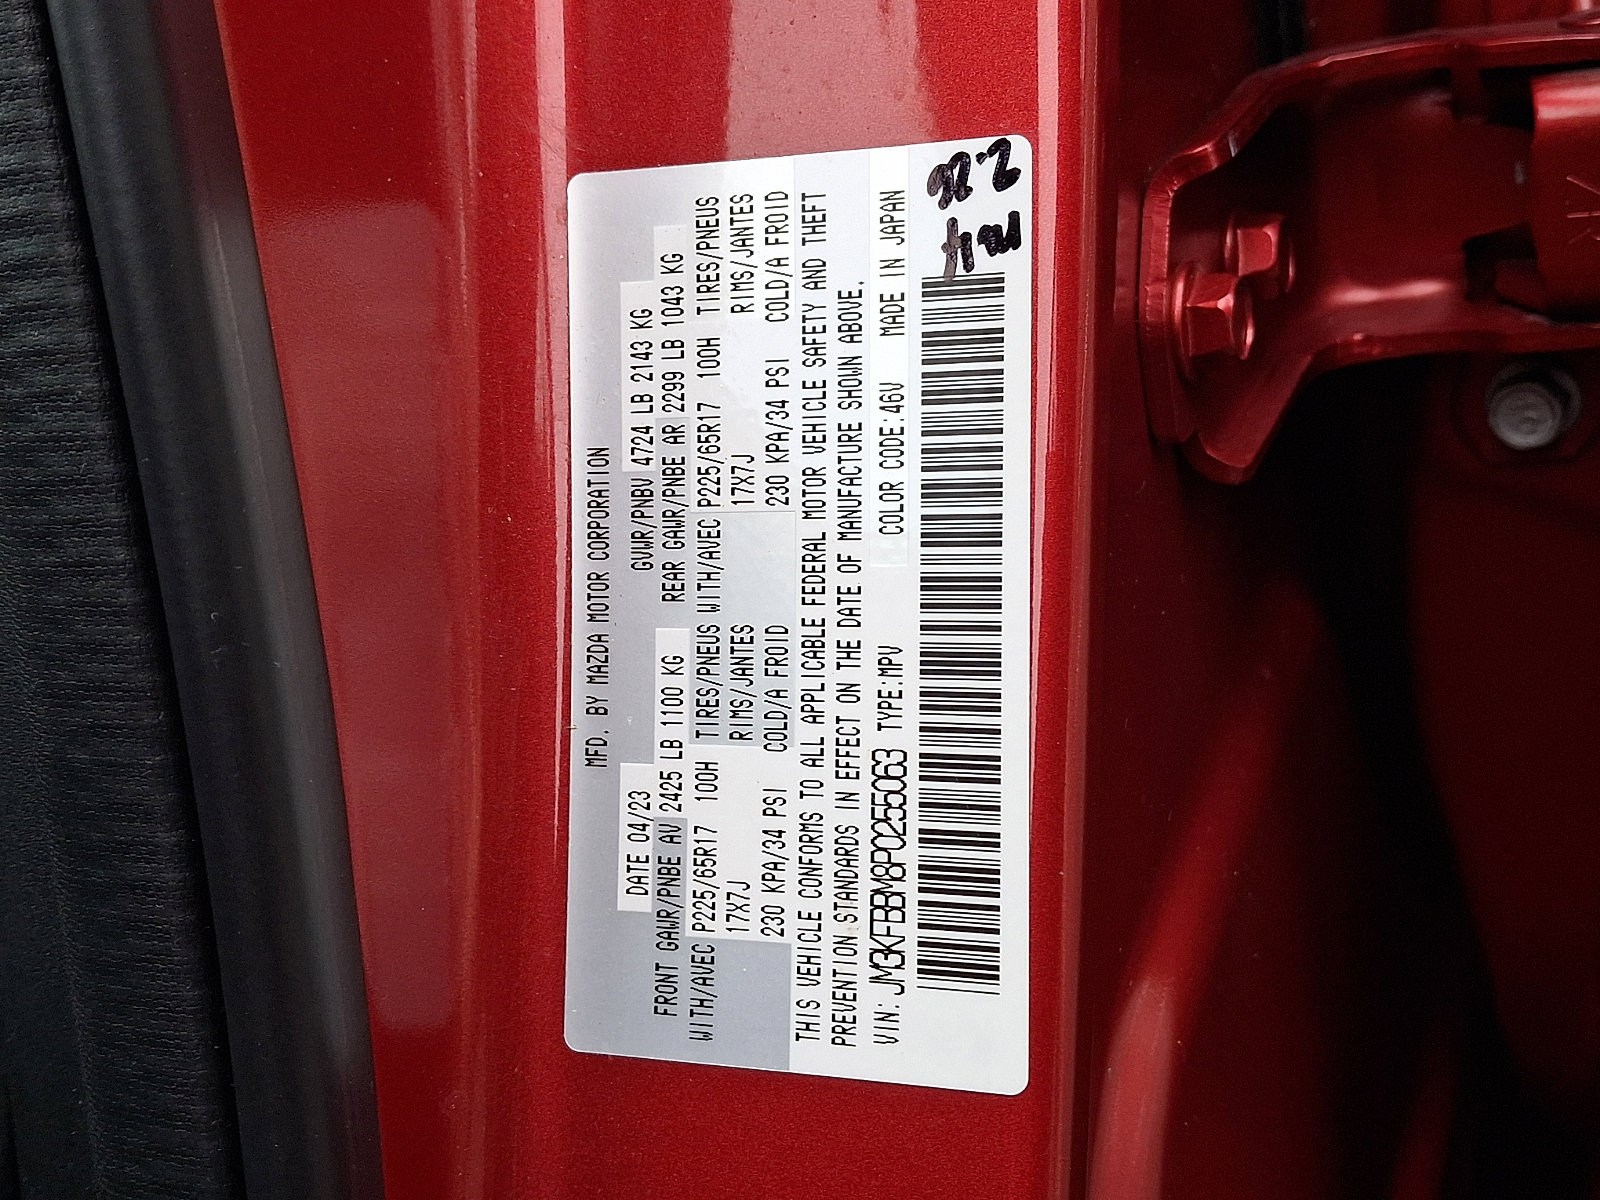 MFD. BY MAZDA MOTOR CORPORATION
DATE 04/23 GVWR/PNBV 4724 LB 2143 KG
FRONT GAWR/PNBE AV 2425 LB 1100 KG REAR GAWR/PNBE AR 2299 LB 1043 KG
WITH/AVEC P225/65R17 100H TIRES/PNEUS WITH/AVEC P225/65R17 100H TIRES/PNEUS
17X7J RIMS/JANTES 17X7J RIMS/JANTES
230 KPA/34 PSI COLD/A FROID 230 KPA/34 PSI COLD/A FROID
THIS VEHICLE CONFORMS TO ALL APPLICABLE FEDERAL MOTOR VEHICLE SAFETY AND THEFT
PREVENTION STANDARDS IN EFFECT ON THE DATE OF MANUFACTURE SHOWN ABOVE.
VIN: JM3KFBBM8P0255063 TYPE:MPV COLOR CODE:46V MADE IN JAPAN